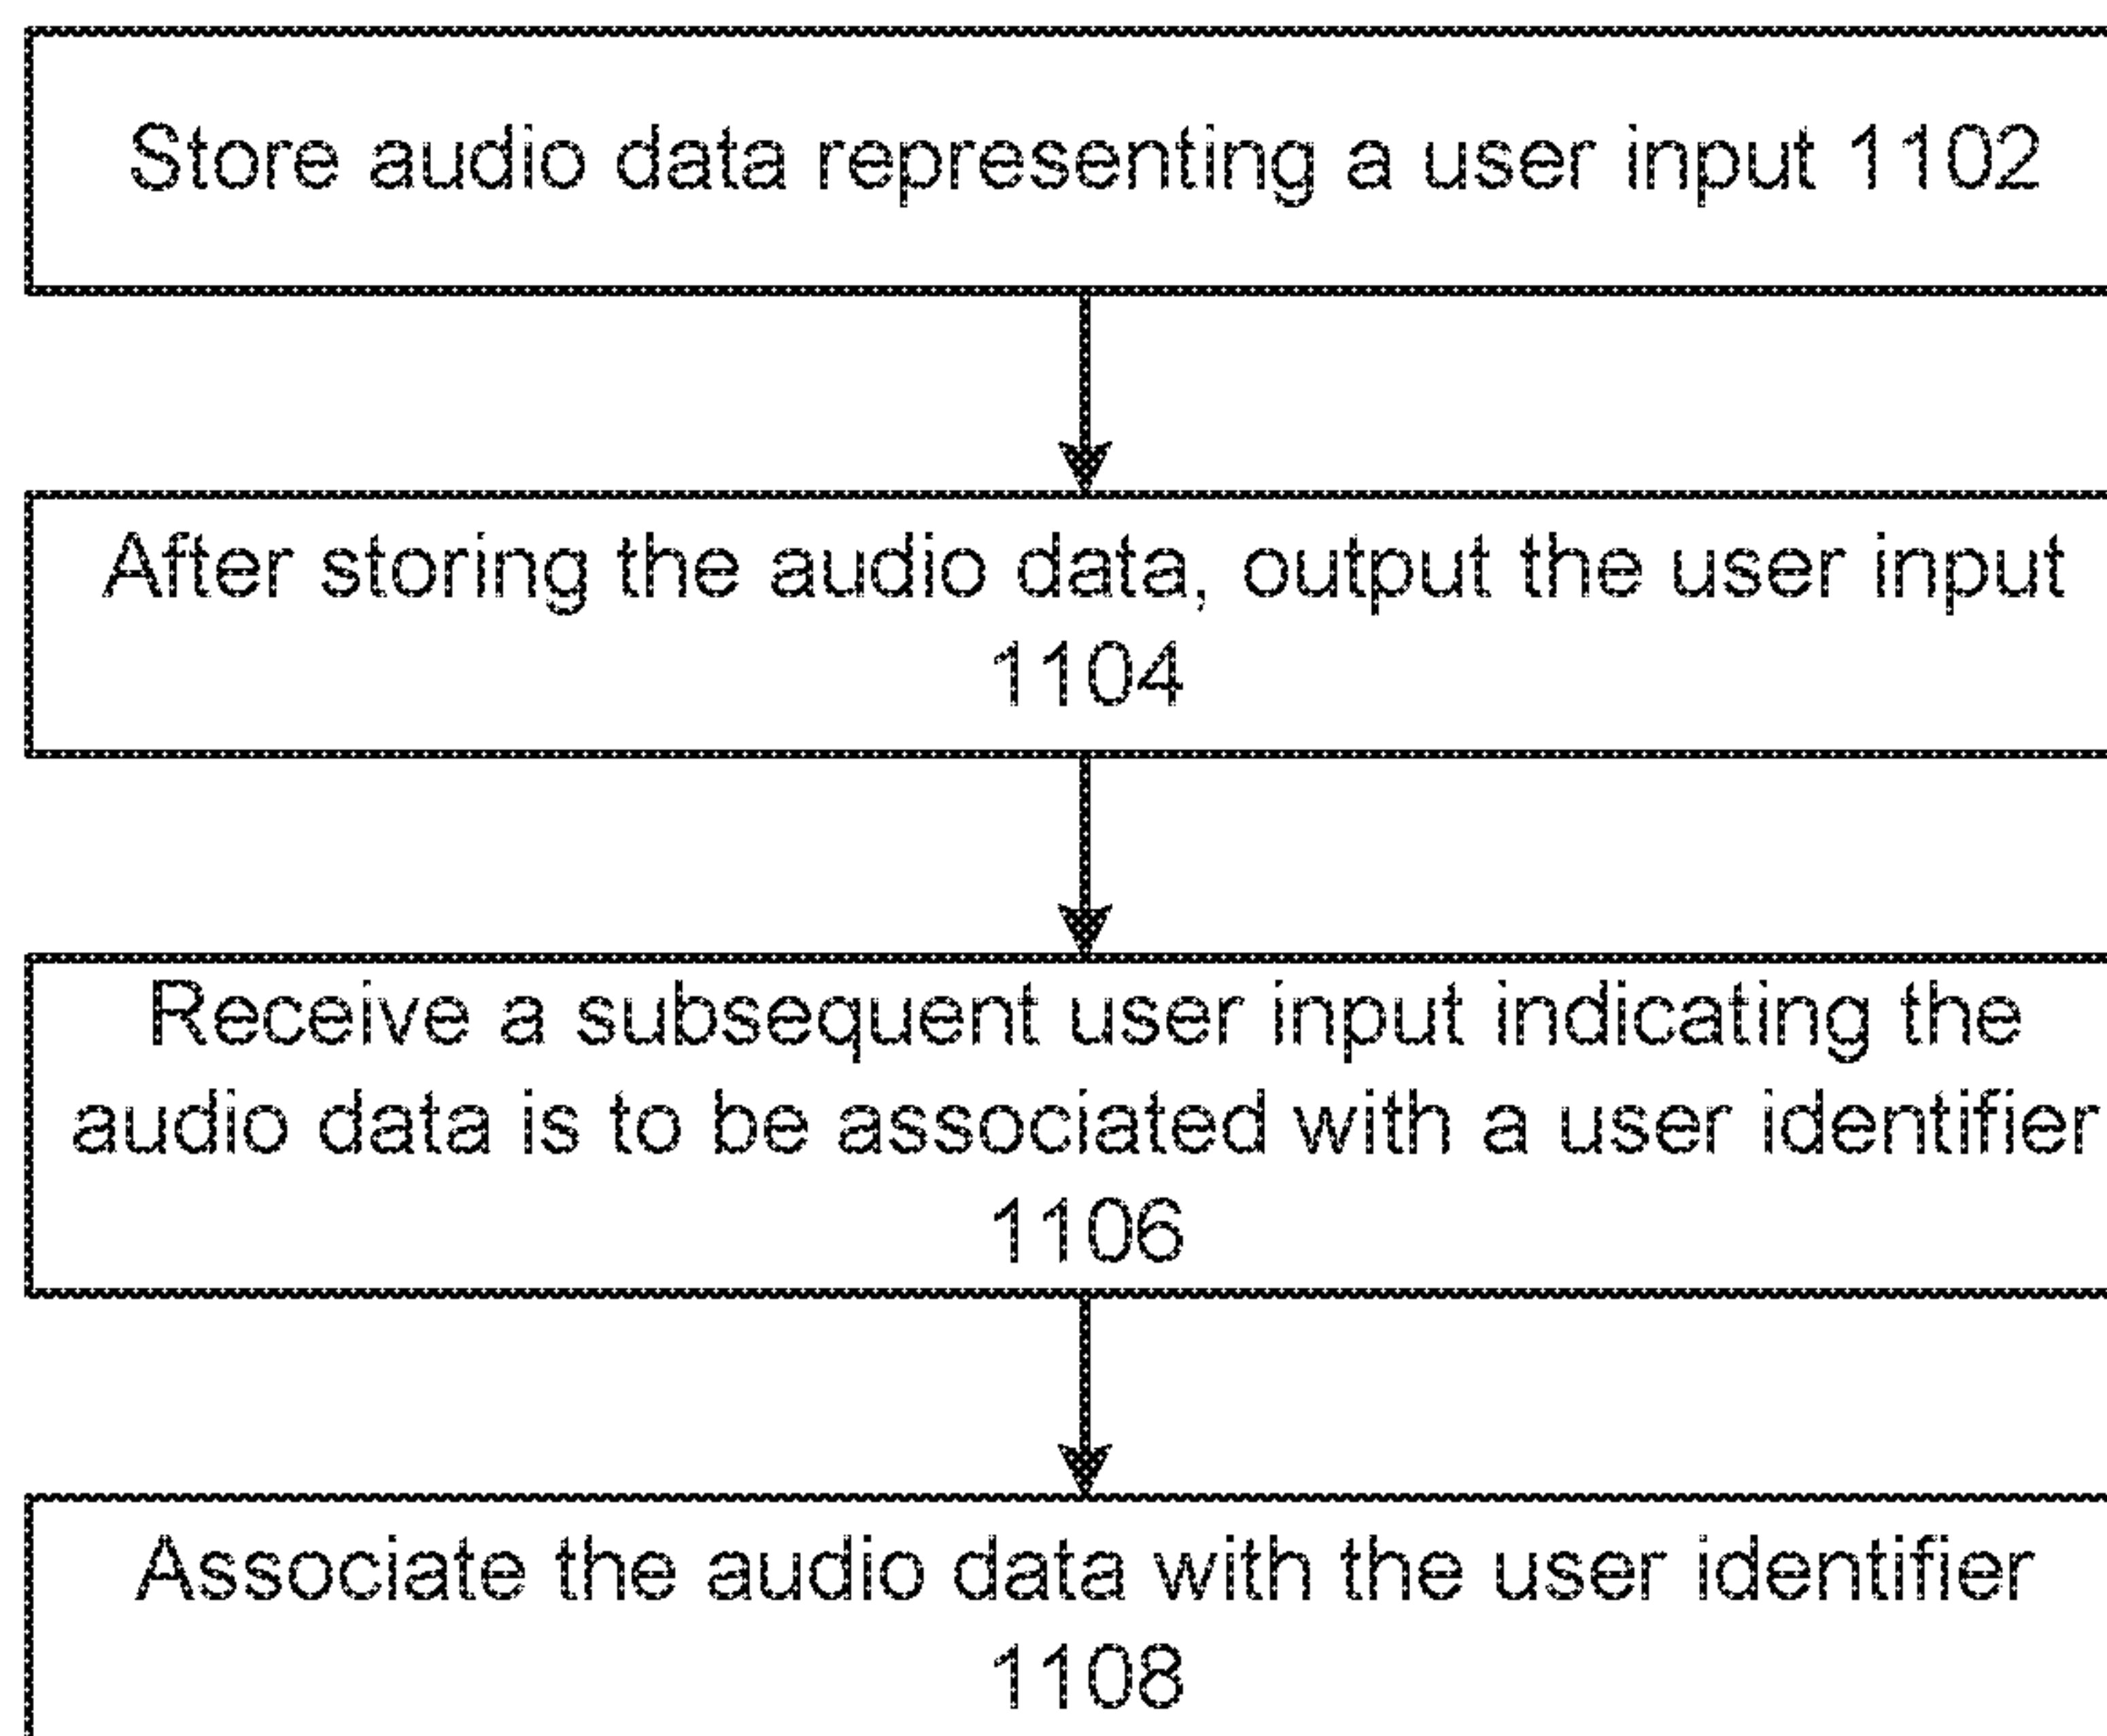 Store audio data representing a user input 1102
After storing the audio data, output the user input
1104
Receive a subsequent user input indicating the
audio data is to be associated with a user identifier
1106
Associate the audio data with the user identifier
1108